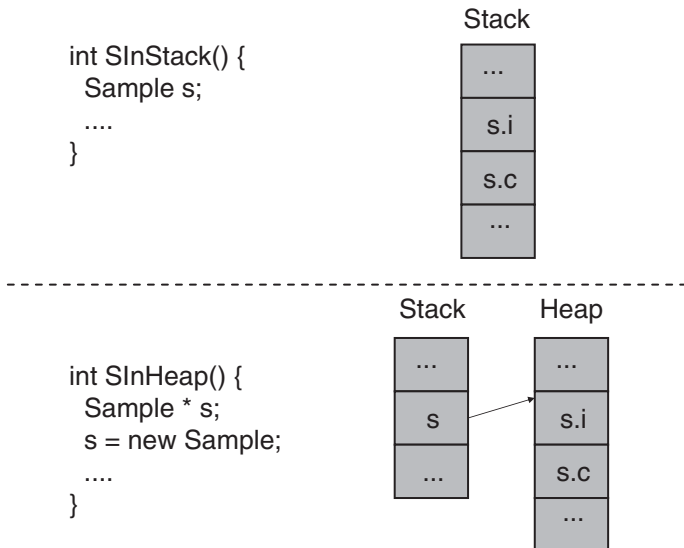 int SInStack() {
Sample s;
....
}
Stack
...
s.i
s.c
...
int SInHeap() {
Sample * s;
s = new Sample;
....
}
Stack
...
s
...
Heap
...
s.i
s.c
...